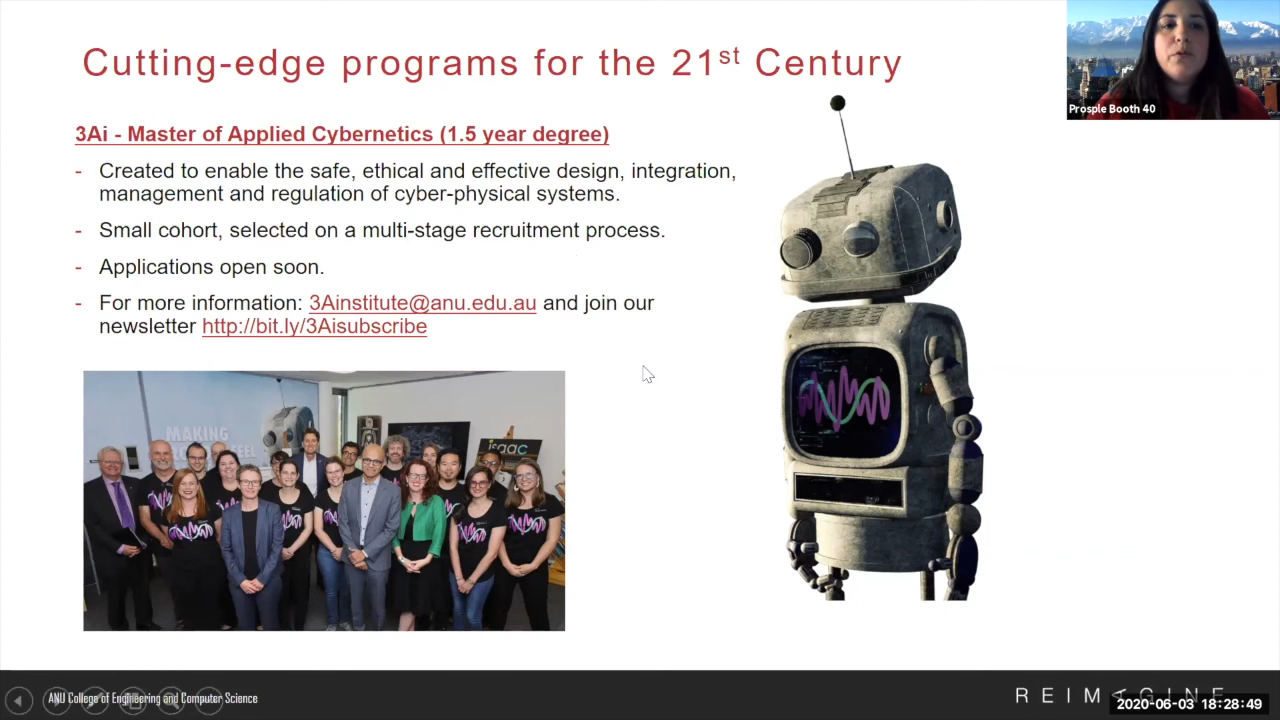 Cutting-edge programs for the 21st Century
Prosple Booth 40
3Ai - Master of Applied Cybernetics (1.5 year degree)
- Created to enable the safe, ethical and effective design, integration,
management and regulation of cyber-physical systems.
- Small cohort, selected on a multi-stage recruitment process.
- Applications open soon.
- For more information: 3Ainstitute@anu.edu.au and join our
newsletter http://bit.ly/3Aisubscribe
MAKING
isaac
ANU College of Engineering and Computer Science
REIMAGINE
2020-06-03 18:28:49